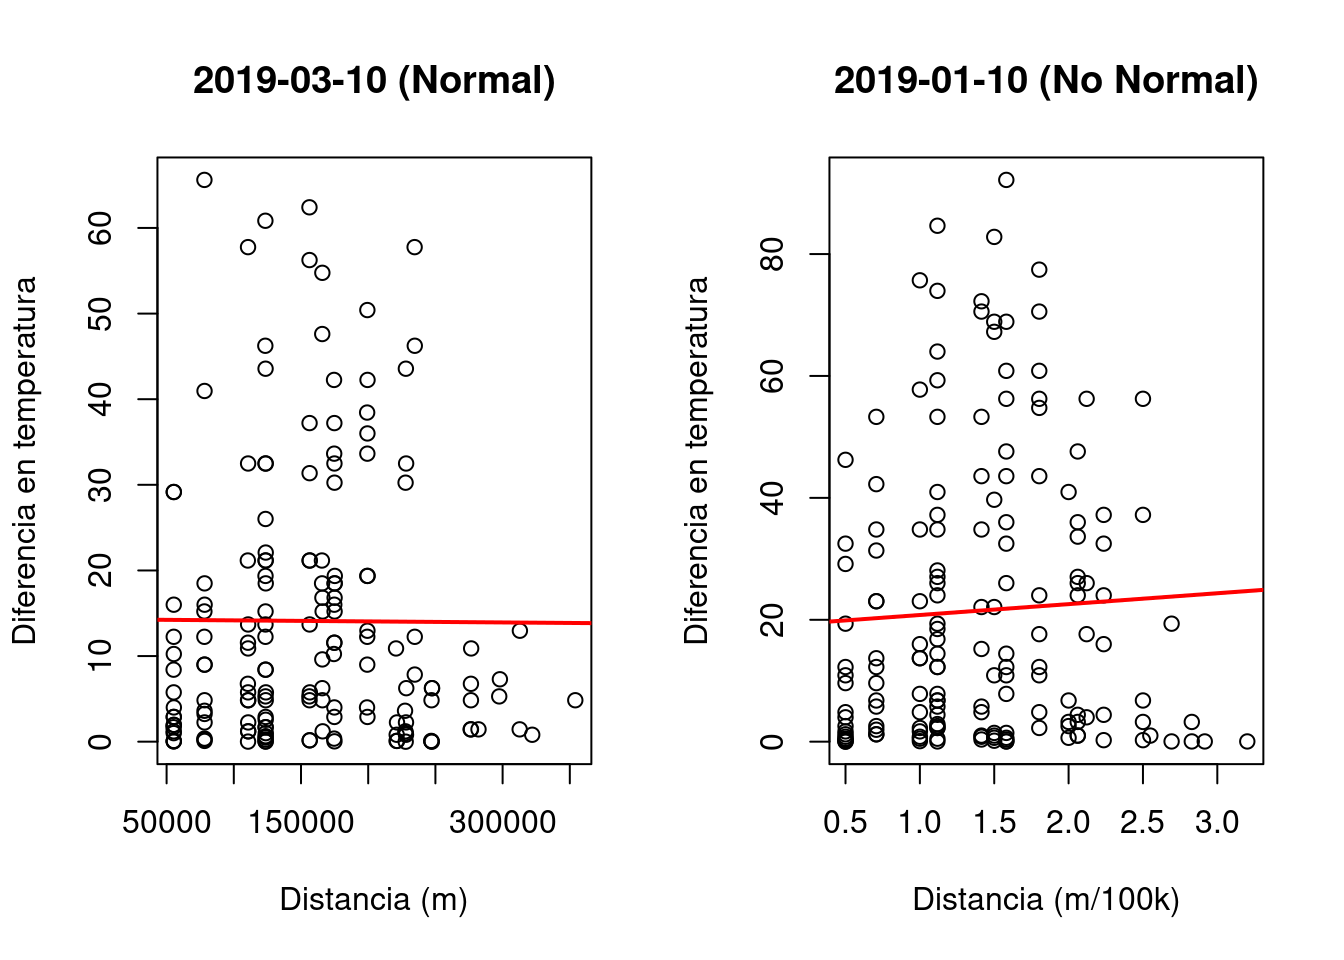 2019-03-10 (Normal)
Diferencia en temperatura
60
50
40
30
20
10
0
50000 150000 300000
Distancia (m)
2019-01-10 (No Normal)
Diferencia en temperatura
80
60
40
20
0
0.5 1.0 1.5 2.0 2.5 3.0
Distancia (m/100k)